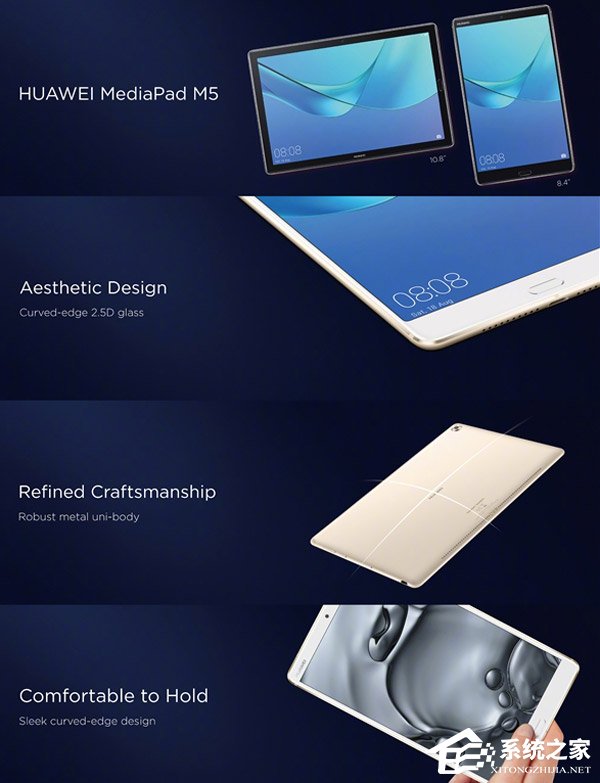 HUAWEI MediaPad M5
08:08
10.8"
HUAWEI
08:08
8.4"
Aesthetic Design
Curved-edge 2.5D glass
08:08
Sat, 18 Aug
Refined Craftsmanship
Robust metal uni-body
HUAWEI
Comfortable to Hold
Sleek curved-edge design
系统之家
XITONGZHIJIA.NET